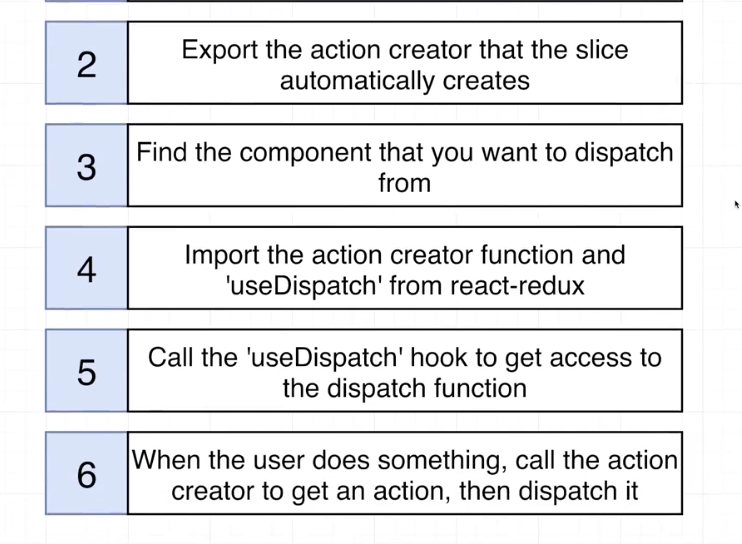 2
Export the action creator that the slice
automatically creates
3
Find the component that you want to dispatch
from
4
Import the action creator function and
'useDispatch' from react-redux
5
Call the 'useDispatch' hook to get access to
the dispatch function
6
When the user does something, call the action
creator to get an action, then dispatch it